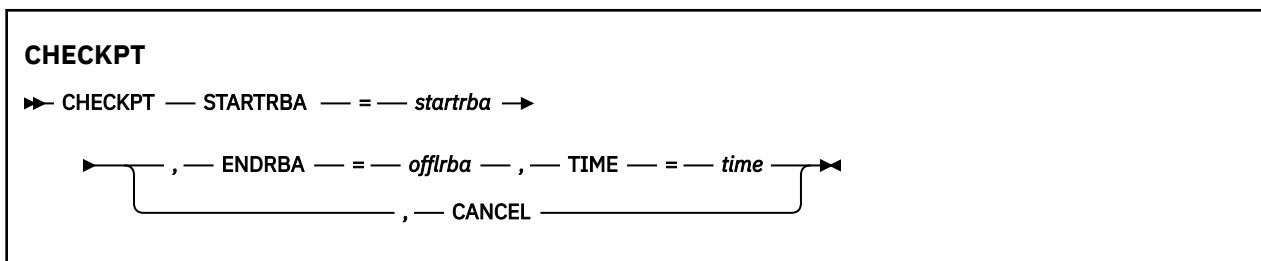 CHECKPT
CHECKPT STARTRBA = startrba
, ENDRBA = offlrba , TIME = time
, CANCEL